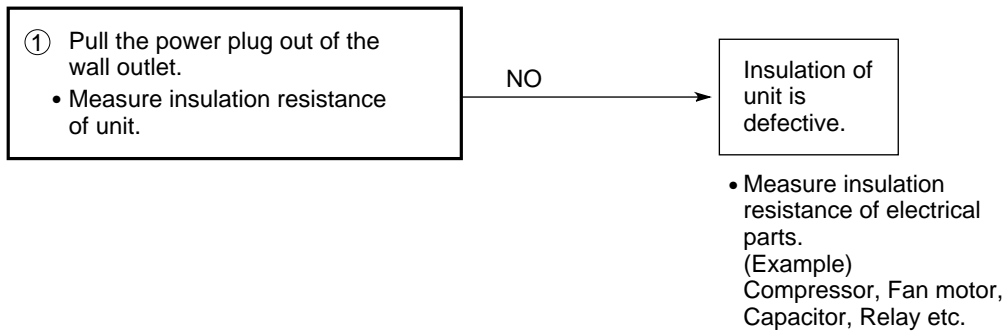 ① Pull the power plug out of the
wall outlet.
• Measure insulation resistance
of unit.
NO
Insulation of
unit is
defective.
• Measure insulation
resistance of electrical
parts.
(Example)
Compressor, Fan motor,
Capacitor, Relay etc.